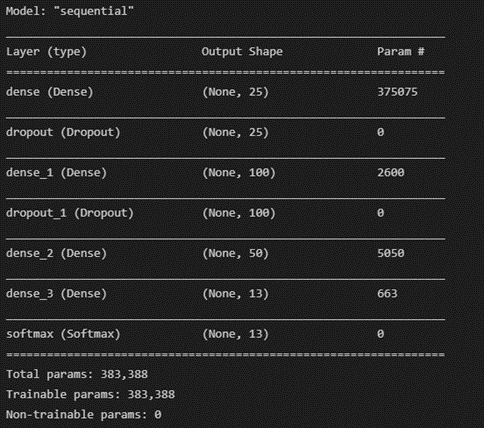 Model: "sequential"
_________________________________________________________________
Layer (type)                 Output Shape              Param #
=================================================================
dense (Dense)                (None, 25)                375075
_________________________________________________________________
dropout (Dropout)            (None, 25)                0
_________________________________________________________________
dense_1 (Dense)              (None, 100)               2600
_________________________________________________________________
dropout_1 (Dropout)          (None, 100)               0
_________________________________________________________________
dense_2 (Dense)              (None, 50)                5050
_________________________________________________________________
dense_3 (Dense)              (None, 13)                663
_________________________________________________________________
softmax (Softmax)            (None, 13)                0
=================================================================
Total params: 383,388
Trainable params: 383,388
Non-trainable params: 0